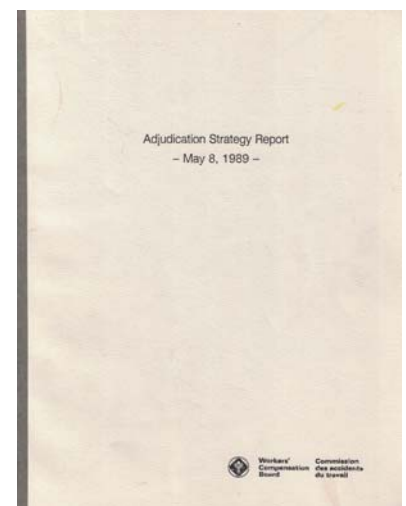 Adjudication Strategy Report
– May 8, 1989 –
Workers' Compensation Board
Commission des accidents du travail